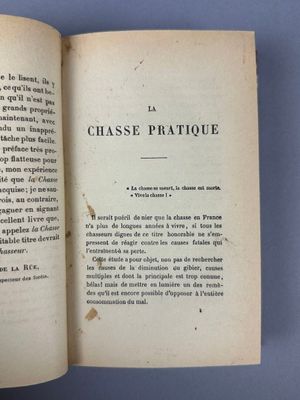 e le lisent, ils
, ce qu'ils ont be-
n qu'il n'est pas
grands proprié-
maintenant, avec
ndu un inappré-
tâche plus facile.
préface très pro-
op flatteuse pour
, mon expérience
ité que la Chasse
acquise; je ne sau-
ois, au contraire,
gagner en signant
cellent livre que
appelez la Chasse
itable titre devrait
hasseur.
DE LA RUE,
specteur des forêts.
LA
CHASSE PRATIQUE
« La chasse se meurt, la chasse est morte.
« Vive la chasse ! »
Il serait puéril de nier que la chasse en France
n'a plus de longues années à vivre, si tous les
chasseurs dignes de ce titre honorable ne s'em-
pressent de réagir contre les causes fatales qui
l'entraînent à sa perte.
Cette étude a pour objet, non pas de rechercher
les causes de la diminution du gibier, causes
multiples et dont la principale est trop connue,
hélas! mais de mettre en lumière un des remè-
des qu'il est encore possible d'opposer à l'entière
consommation du mal.